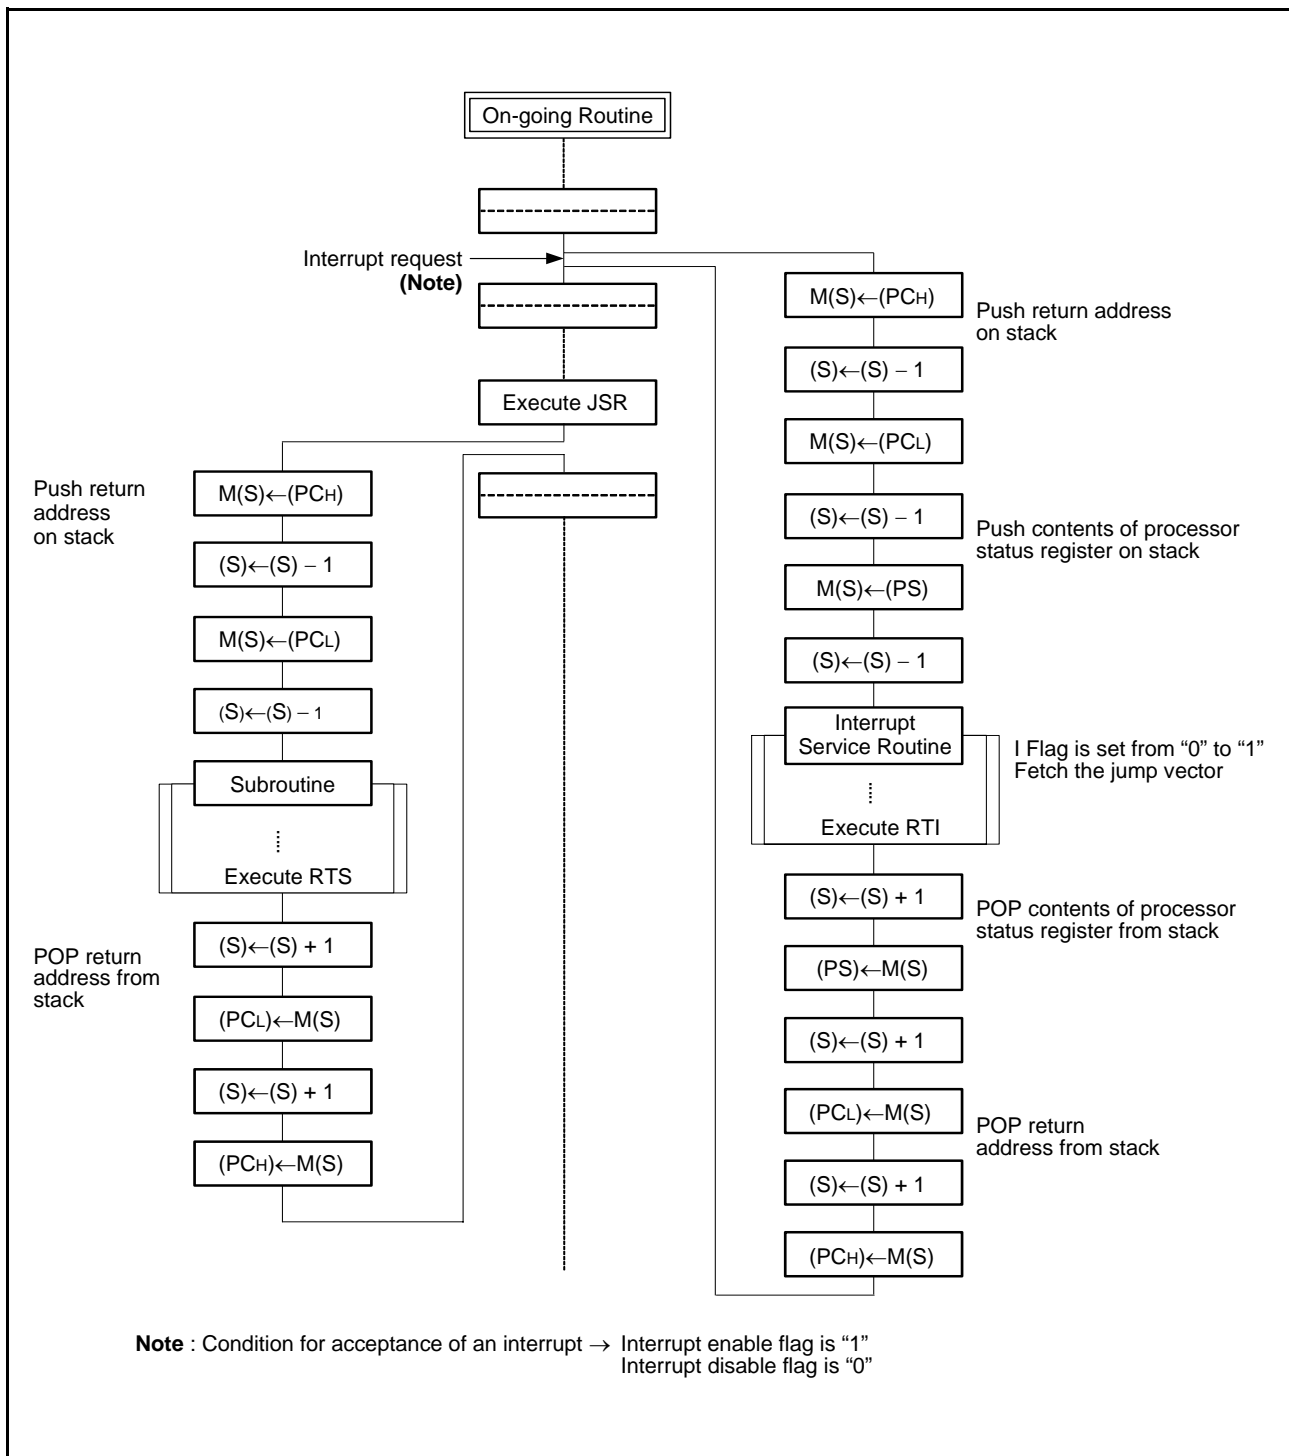 On-going Routine
Interrupt request
(Note)
M(S)←(PCH)
Push return address
on stack
(S)←(S) – 1
Execute JSR
M(S)←(PCL)
(S)←(S) – 1
Push contents of processor
status register on stack
M(S)←(PS)
(S)←(S) – 1
Interrupt
Service Routine
I Flag is set from “0” to “1”
Fetch the jump vector
Execute RTI
(S)←(S) + 1
POP contents of processor
status register from stack
(PS)←M(S)
(S)←(S) + 1
(PCL)←M(S)
POP return
address from stack
(S)←(S) + 1
(PCH)←M(S)
Push return
address
on stack
M(S)←(PCH)
(S)←(S) – 1
M(S)←(PCL)
(S)←(S) – 1
Subroutine
Execute RTS
POP return
address from
stack
(S)←(S) + 1
(PCL)←M(S)
(S)←(S) + 1
(PCH)←M(S)
Note : Condition for acceptance of an interrupt → Interrupt enable flag is “1”
Interrupt disable flag is “0”